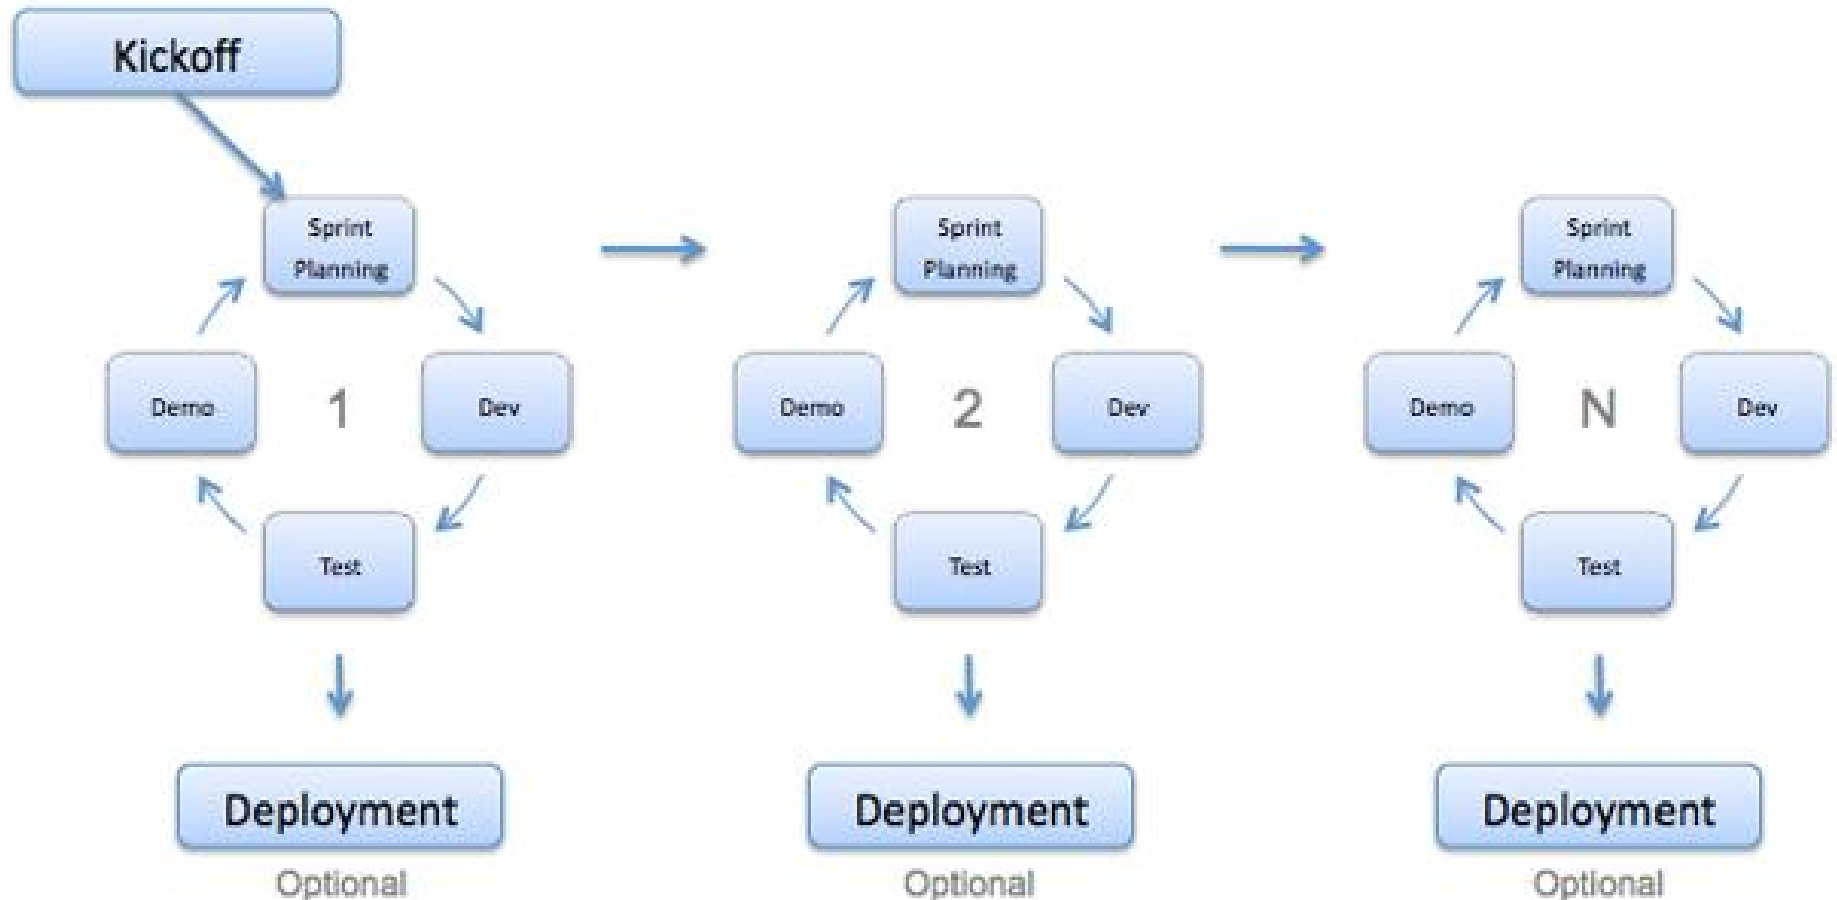 Kickoff
Sprint
Planning
Sprint
Planning
Sprint
Planning
Demo
1
Dev
Demo
2
Dev
Demo
N
Dev
Test
Test
Test
Deployment
Deployment
Deployment
Optional
Optional
Optional